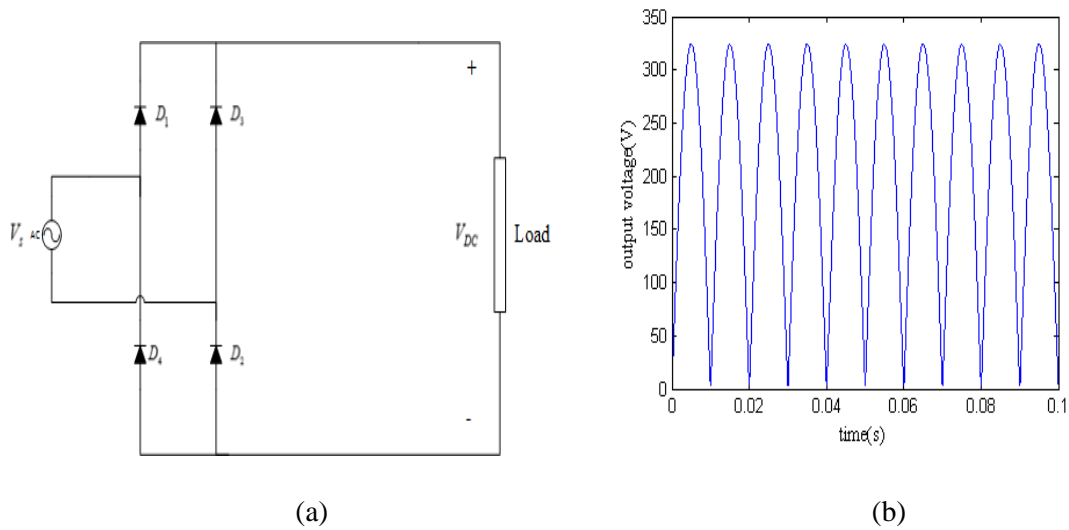 +
D₁
D₃
Vₛ AC
V_DC
Load
D₄
D₂
-
(a)
350
300
250
200
150
100
50
0
output voltage(V)
0 0.02 0.04 0.06 0.08 0.1
time(s)
(b)